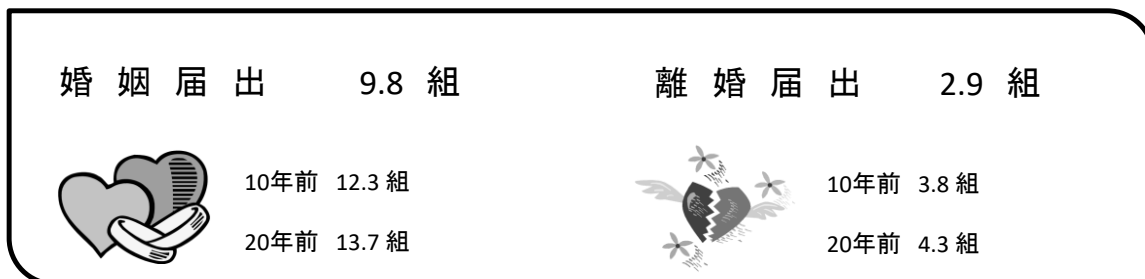 婚姻届出 9.8 組
10年前 12.3 組
20年前 13.7 組
離婚届出 2.9 組
10年前 3.8 組
20年前 4.3 組